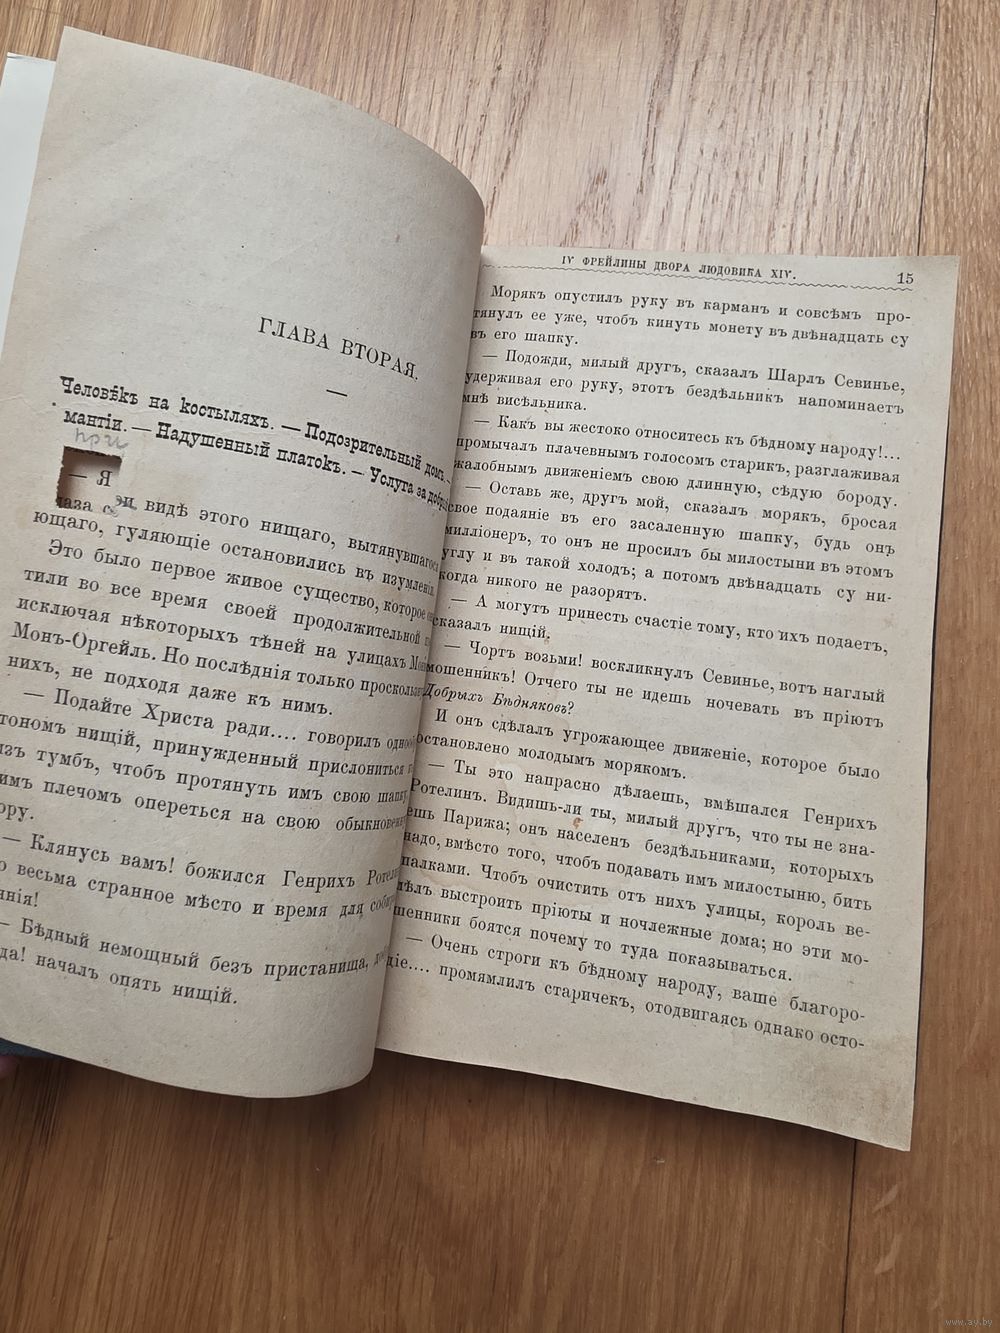 ГЛАВА ВТОРАЯ.
Человѣкъ на костыляхъ. — Подозрительный домъ. —
мантіи. — Надушенный платокъ. — Услуга за
при
— Я
эи видѣ этого нищаго, вытянувшагося
лаза с
ющаго, гуляющіе остановились въ изумленіи.
Это было первое живое существо, которое
тили во все время своей продолжительной
исключая нѣкоторыхъ тѣней на улицахъ
Монъ-Оргейль. Но послѣднія только
нихъ, не подходя даже къ нимъ.
— Подайте Христа ради.... говорилъ
тономъ нищій, принужденный прислониться
изъ тумбъ, чтобъ протянуть имъ свою шапку,
имъ плечомъ опереться на свою
ору.
— Клянусь вамъ! божился Генрихъ
о весьма странное мѣсто и время для
нія!
— Бѣдный немощный безъ пристанища,
да! началъ опять нищій.
IV ФРЕЙЛИНЫ ДВОРА ЛЮДОВИКА XIV.
15
Морякъ опустилъ руку въ карман и совсѣмъ про-
тянулъ ее уже, чтобъ кинуть монету въ двѣнадцать су
въ его шапку.
— Подожди, милый другъ, сказалъ Шарлъ Севинье,
удерживая его руку, этотъ бездѣльникъ напоминаетъ
мнѣ висѣльника.
— Какъ вы жестоко относитесь къ бѣдному народу!...
промычалъ плачевнымъ голосомъ старикъ, разглаживая
жалобнымъ движеніемъ свою длинную, сѣдую бороду.
— Оставь же, другъ мой, сказалъ морякъ, бросая
свое подаяніе въ его засаленную шапку, будь онъ
милліонеръ, то онъ не просилъ бы милостыни въ этомъ
углу и въ такой холодъ; а потомъ двѣнадцать су ни-
когда никого не разорятъ.
— А могутъ принесть счастіе тому, кто ихъ подаетъ,
сказалъ нищій.
— Чортъ возьми! воскликнулъ Севинье, вотъ наглый
мошенникъ! Отчего ты не идешь ночевать въ пріютъ
Добрыхъ Бѣдняковъ?
И онъ сдѣлалъ угрожающее движеніе, которое было
остановлено молодымъ морякомъ.
— Ты это напрасно дѣлаешь, вмѣшался Генрихъ
Ротелин. Видишь-ли ты, милый другъ, что ты не зна-
ешь Парижа; онъ населен бездѣльниками, которыхъ
надо, вмѣсто того, чтобъ подавать имъ милостыню, бить
палками. Чтобъ очистить отъ нихъ улицы, король ве-
лѣлъ выстроить пріюты и ночлежные дома; но эти мо-
шенники боятся почему то туда показываться.
— Очень строги къ бѣдному народу, ваше благоро-
діе.... промямлилъ старичекъ, отодвигаясь однако осто-
www.ay.by